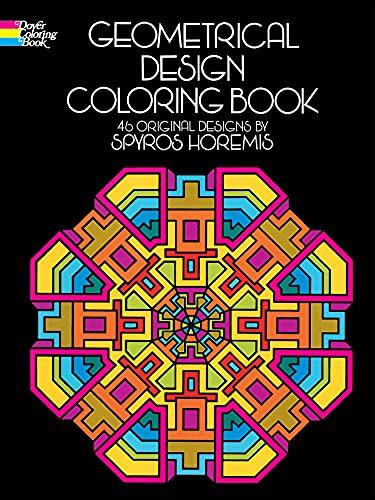 Dover
Coloring
Book
GEOMETRICAL
DESIGN
COLORING BOOK
46 ORIGINAL DESIGNS BY
SPYROS HOREMIS